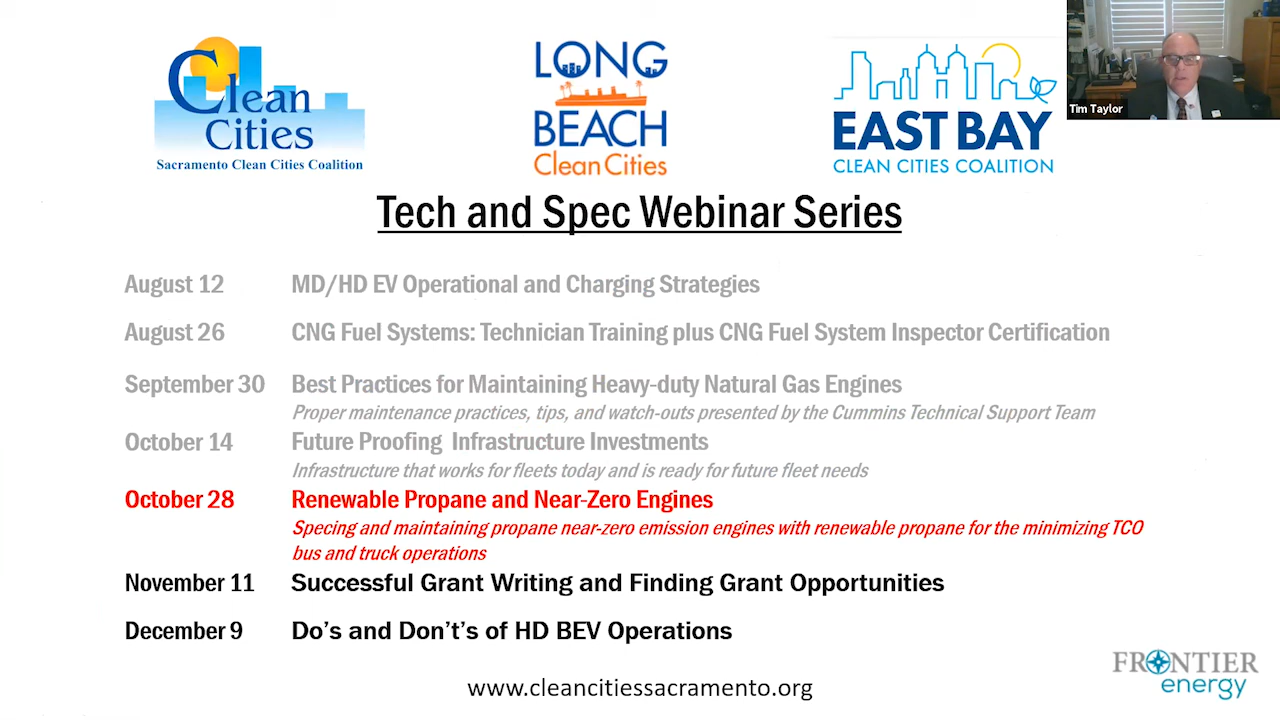 Clean
Cities
Sacramento Clean Cities Coalition
LONG
BEACH
Clean Cities
EAST BAY
CLEAN CITIES COALITION
Tim Taylor
Tech and Spec Webinar Series
August 12 MD/HD EV Operational and Charging Strategies
August 26 CNG Fuel Systems: Technician Training plus CNG Fuel System Inspector Certification
September 30 Best Practices for Maintaining Heavy-duty Natural Gas Engines
Proper maintenance practices, tips, and watch-outs presented by the Cummins Technical Support Team
October 14 Future Proofing Infrastructure Investments
Infrastructure that works for fleets today and is ready for future fleet needs
October 28 Renewable Propane and Near-Zero Engines
Specing and maintaining propane near-zero emission engines with renewable propane for the minimizing TCO
bus and truck operations
November 11 Successful Grant Writing and Finding Grant Opportunities
December 9 Do's and Don't's of HD BEV Operations
www.cleancitiessacramento.org
FRONTIER
energy